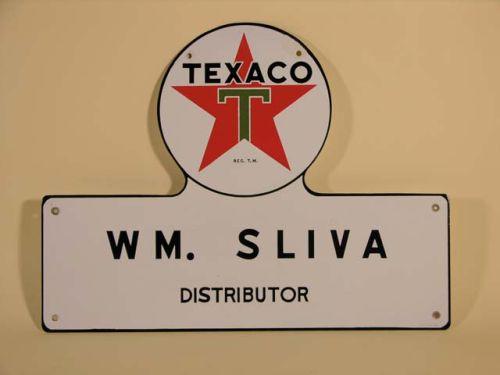 TEXACO
T
REG. T.M.
WM. SLIVA
DISTRIBUTOR